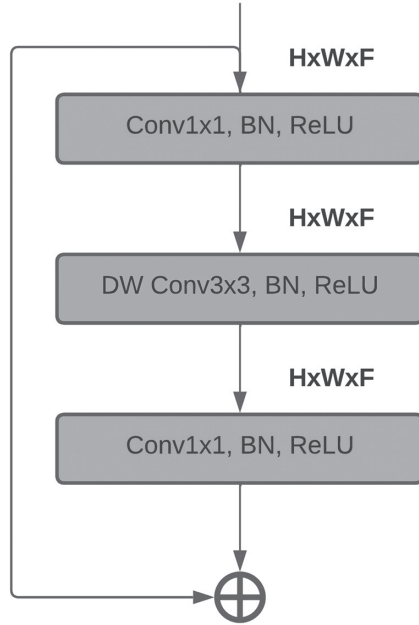 HxWxF
Conv1x1, BN, ReLU
HxWxF
DW Conv3x3, BN, ReLU
HxWxF
Conv1x1, BN, ReLU